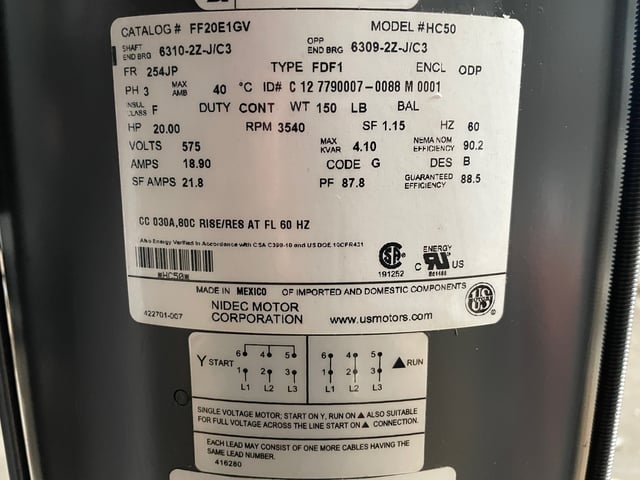 CATALOG # FF20E1GV MODEL# HC50
SHAFT END BRG 6310-2Z-J/C3 OPP END BRG 6309-2Z-J/C3
FR 254JP TYPE FDF1 ENCL ODP
PH 3 MAX AMB 40 °C ID# C 12 7790007-0088 M 0001
INSUL CLASS F DUTY CONT WT 150 LB BAL
HP 20.00 RPM 3540 SF 1.15 HZ 60
VOLTS 575 MAX KVAR 4.10 NEMA NOM EFFICIENCY 90.2
AMPS 18.90 CODE G DES B
SF AMPS 21.8 PF 87.8 GUARANTEED EFFICIENCY 88.5
CC 030A,80C RISE/RES AT FL 60 HZ
Also Energy Verified In Accordance with CSA C390-10 and US DOE 10CFR431
*HC50*
SA
191252
ENERGY
C US
MADE IN MEXICO OF IMPORTED AND DOMESTIC COMPONENTS
422701-007
NIDEC MOTOR
CORPORATION
www.usmotors.com
US
Y START 6 4 5 6 4 5 ▲ RUN
1 2 3 1 2 3
L1 L2 L3 L1 L2 L3
SINGLE VOLTAGE MOTOR; START ON Y, RUN ON ▲ ALSO SUITABLE
FOR FULL VOLTAGE ACROSS THE LINE START ON ▲ CONNECTION.
EACH LEAD MAY CONSIST OF ONE MORE CABLES HAVING THE
SAME LEAD NUMBER.
416280